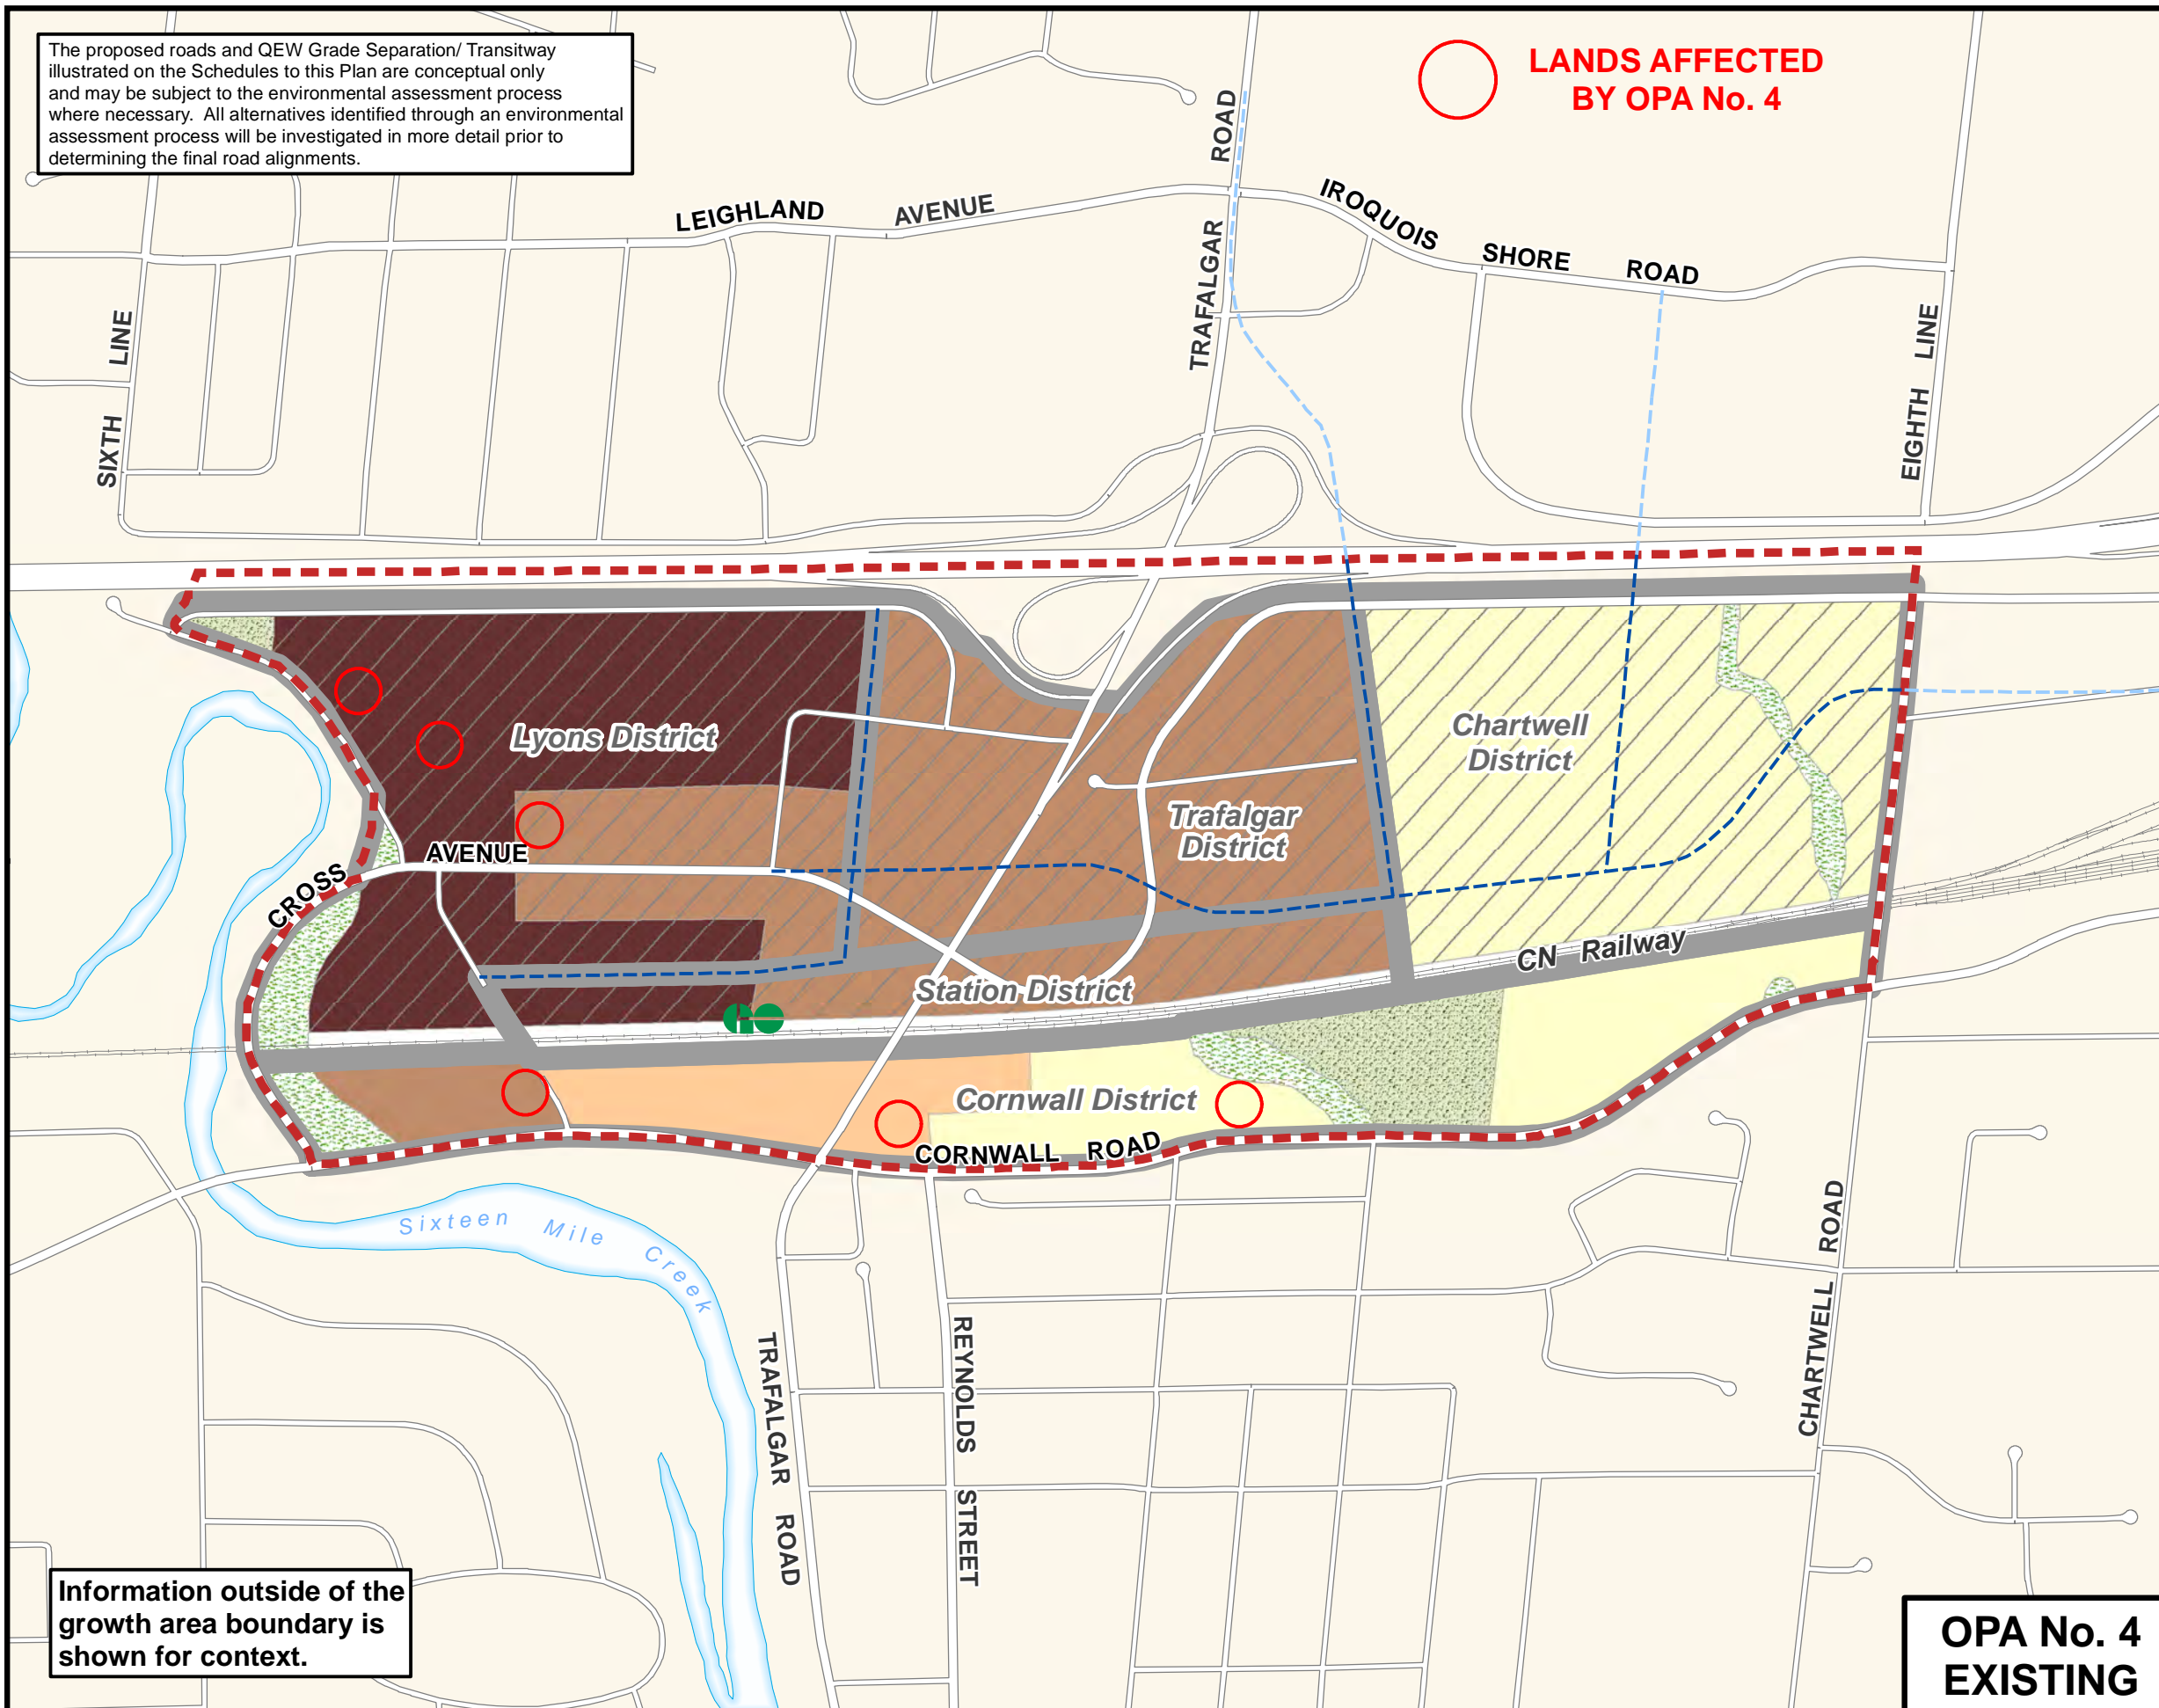 The proposed roads and QEW Grade Separation/ Transitway
illustrated on the Schedules to this Plan are conceptual only
and may be subject to the environmental assessment process
where necessary.  All alternatives identified through an environmental
assessment process will be investigated in more detail prior to
determining the final road alignments.
LANDS AFFECTED
BY OPA No. 4
TRAFALGAR ROAD
LEIGHLAND AVENUE
IROQUOIS SHORE ROAD
SIXTH LINE
EIGHTH LINE
Lyons District
Chartwell
District
Trafalgar
District
CROSS AVENUE
CN Railway
Station District
GO
Cornwall District
CORNWALL ROAD
Sixteen Mile Creek
TRAFALGAR ROAD
REYNOLDS STREET
CHARTWELL ROAD
Information outside of the
growth area boundary is
shown for context.
OPA No. 4
EXISTING